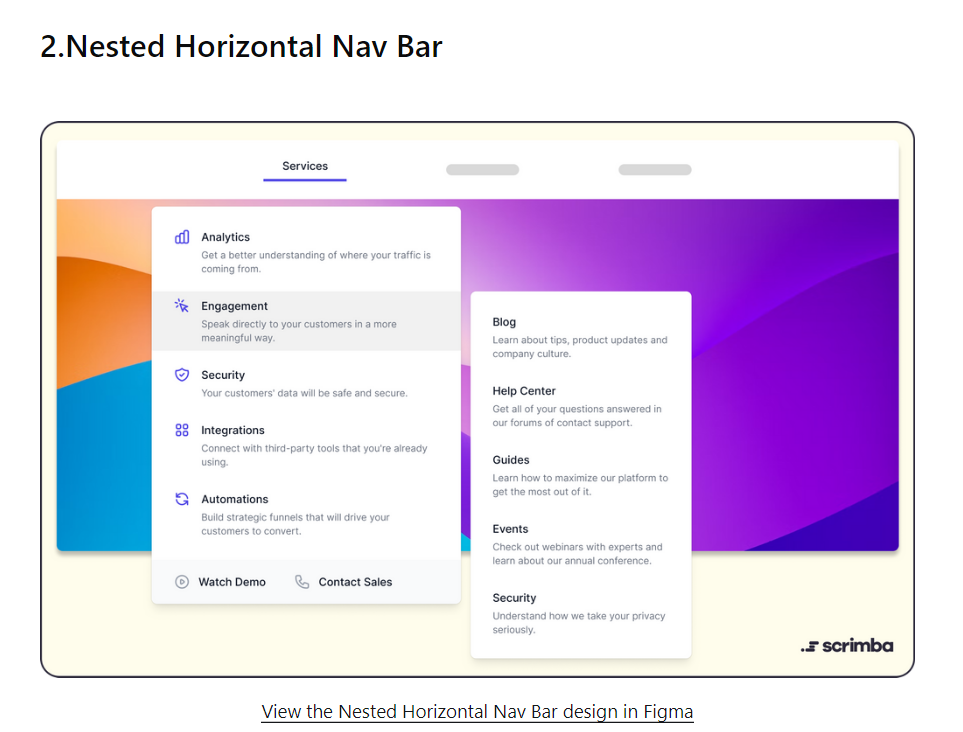 2.Nested Horizontal Nav Bar
Services
Analytics
Get a better understanding of where your traffic is
coming from.
Engagement
Speak directly to your customers in a more
meaningful way.
Security
Your customers' data will be safe and secure.
Integrations
Connect with third-party tools that you're already
using.
Automations
Build strategic funnels that will drive your
customers to convert.
Watch Demo
Contact Sales
Blog
Learn about tips, product updates and
company culture.
Help Center
Get all of your questions answered in
our forums of contact support.
Guides
Learn how to maximize our platform to
get the most out of it.
Events
Check out webinars with experts and
learn about our annual conference.
Security
Understand how we take your privacy
seriously.
scrimba
View the Nested Horizontal Nav Bar design in Figma